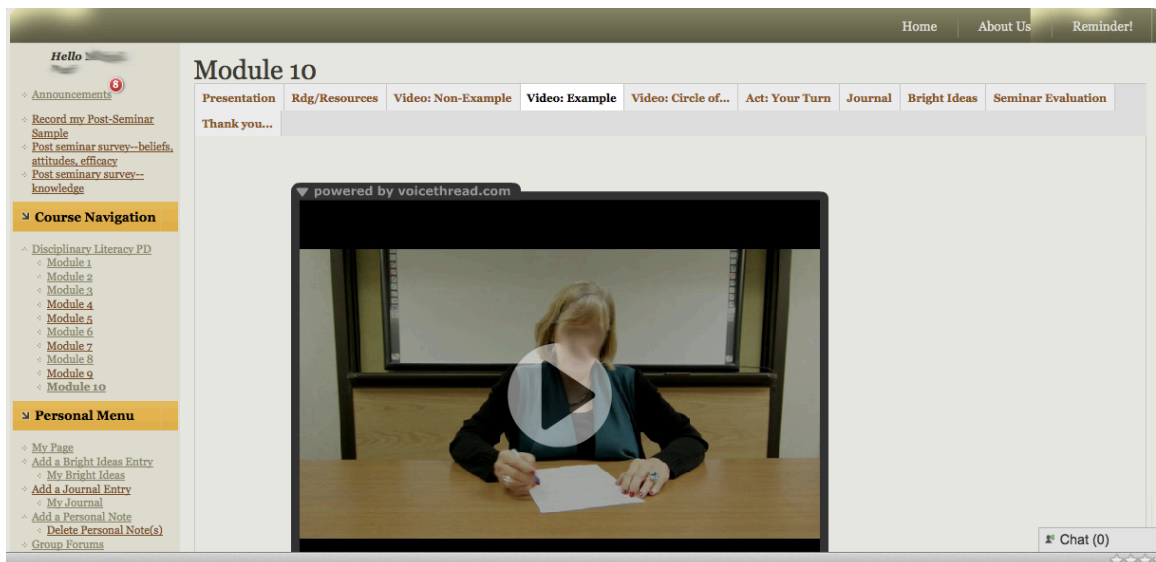 Home
About Us
Reminder!
Hello
Announcements
8
Record my Post-Seminar
Sample
Post seminar survey--beliefs,
attitudes, efficacy
Post seminary survey--
knowledge
Course Navigation
Disciplinary Literacy PD
Module 1
Module 2
Module 3
Module 4
Module 5
Module 6
Module 7
Module 8
Module 9
Module 10
Personal Menu
My Page
Add a Bright Ideas Entry
My Bright Ideas
Add a Journal Entry
My Journal
Add a Personal Note
Delete Personal Note(s)
Group Forums
Module 10
Presentation
Rdg/Resources
Video: Non-Example
Video: Example
Video: Circle of...
Act: Your Turn
Journal
Bright Ideas
Seminar Evaluation
Thank you...
powered by voicethread.com
Chat (0)